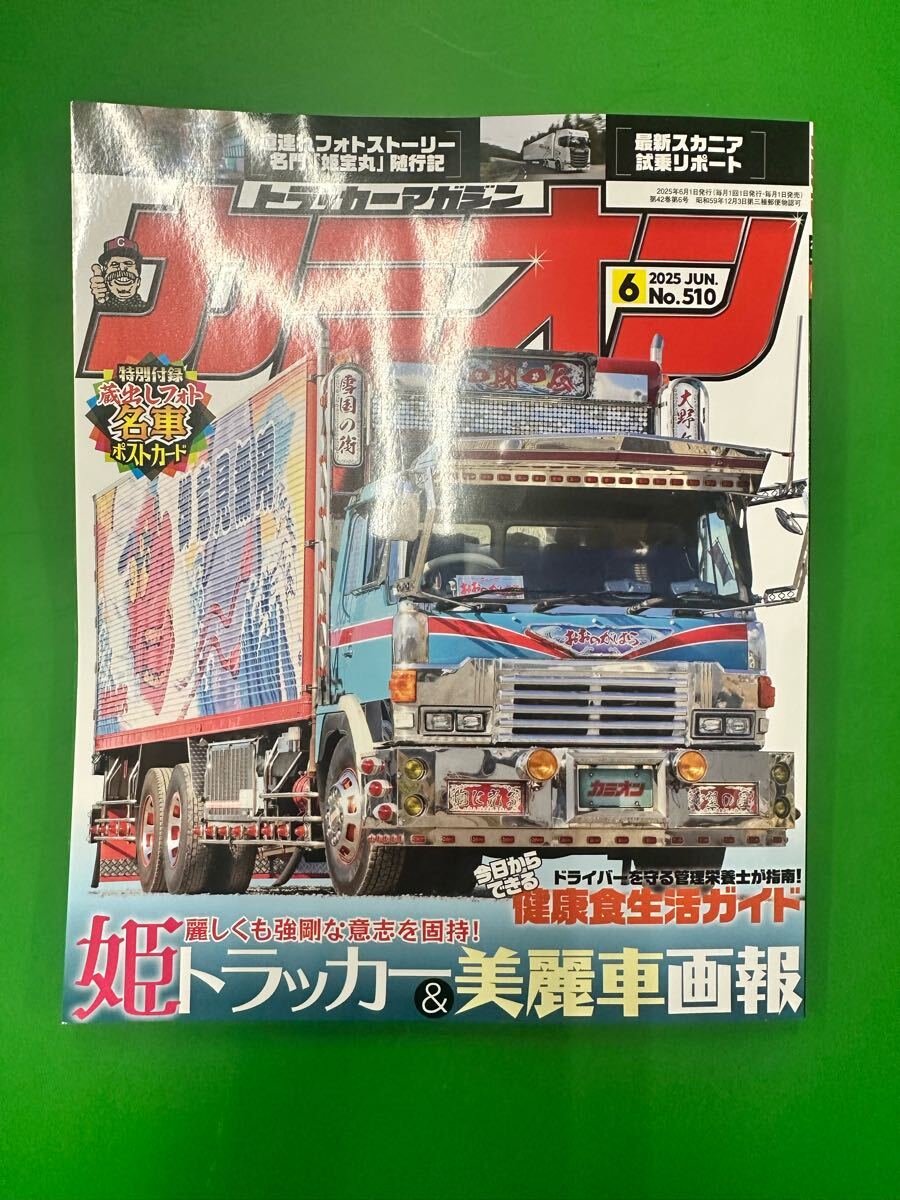 連れフォトストーリー
名門「姫宝丸」随行記
最新スカニア
試乗リポート
2025年6月1日発行(毎月1回1日発行・毎月1日発売)
第42巻第6号 昭和59年12月3日第三種郵便物認可
トラッカーマガジン
カミオン
C
6 2025 JUN.
No.510
特別付録
蔵出しフォト
名車
ポストカード
雪国の街
大野
カミオン
今日から
できる
ドライバーを守る管理栄養士が指南!
健康食生活ガイド
麗しくも強剛な意志を固持!
姫トラッカー&美麗車画報